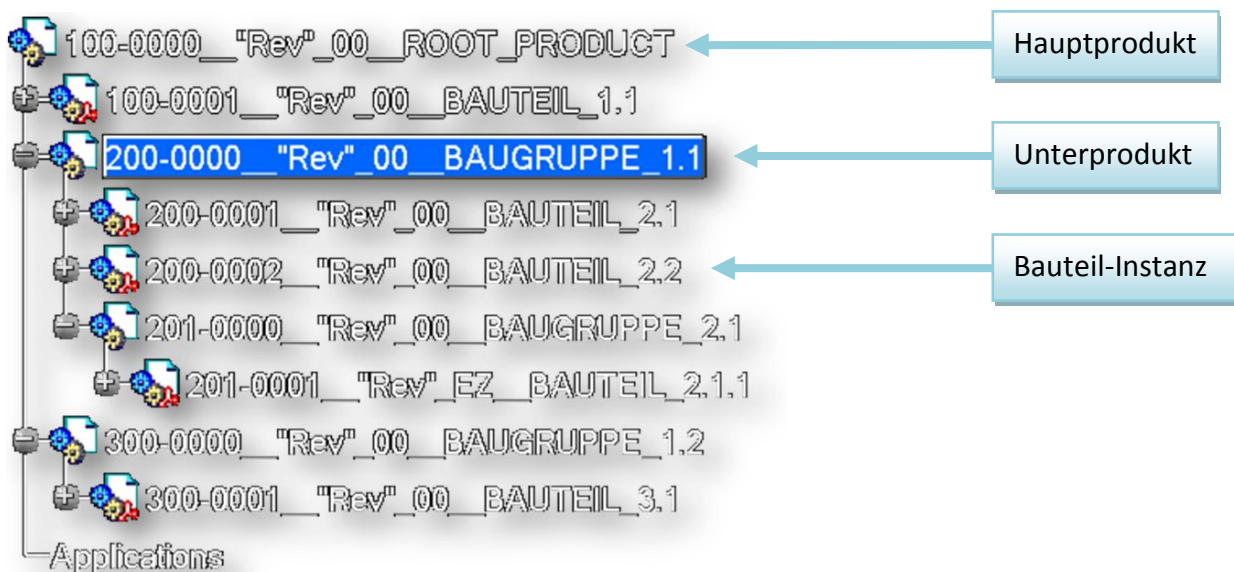 100-0000__"Rev"_00__ROOT_PRODUCT
Hauptprodukt
100-0001__"Rev"_00__BAUTEIL_1.1
200-0000__"Rev"_00__BAUGRUPPE_1.1
Unterprodukt
200-0001__"Rev"_00__BAUTEIL_2.1
200-0002__"Rev"_00__BAUTEIL_2.2
Bauteil-Instanz
201-0000__"Rev"_00__BAUGRUPPE_2.1
201-0001__"Rev"_EZ__BAUTEIL_2.1.1
300-0000__"Rev"_00__BAUGRUPPE_1.2
300-0001__"Rev"_00__BAUTEIL_3.1
Applications